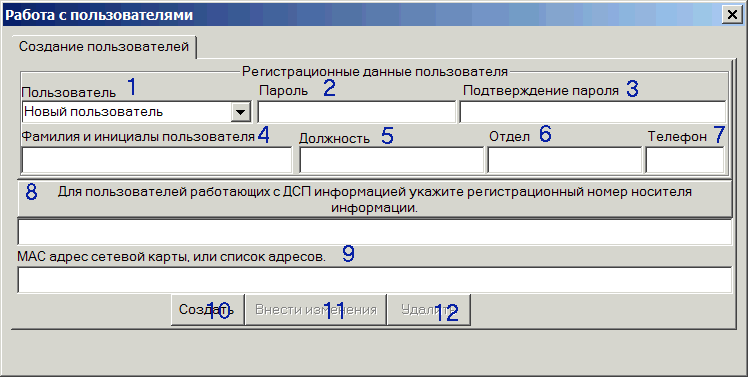 Работа с пользователями
Создание пользователей
Регистрационные данные пользователя
Пользователь 1 Пароль 2 Подтверждение пароля 3
Новый пользователь
Фамилия и инициалы пользователя 4 Должность 5 Отдел 6 Телефон 7
8 Для пользователей работающих с ДСП информацией укажите регистрационный номер носителя
информации.
МАС адрес сетевой карты, или список адресов. 9
Создать 10 Внести изменения 11 Удалить 12